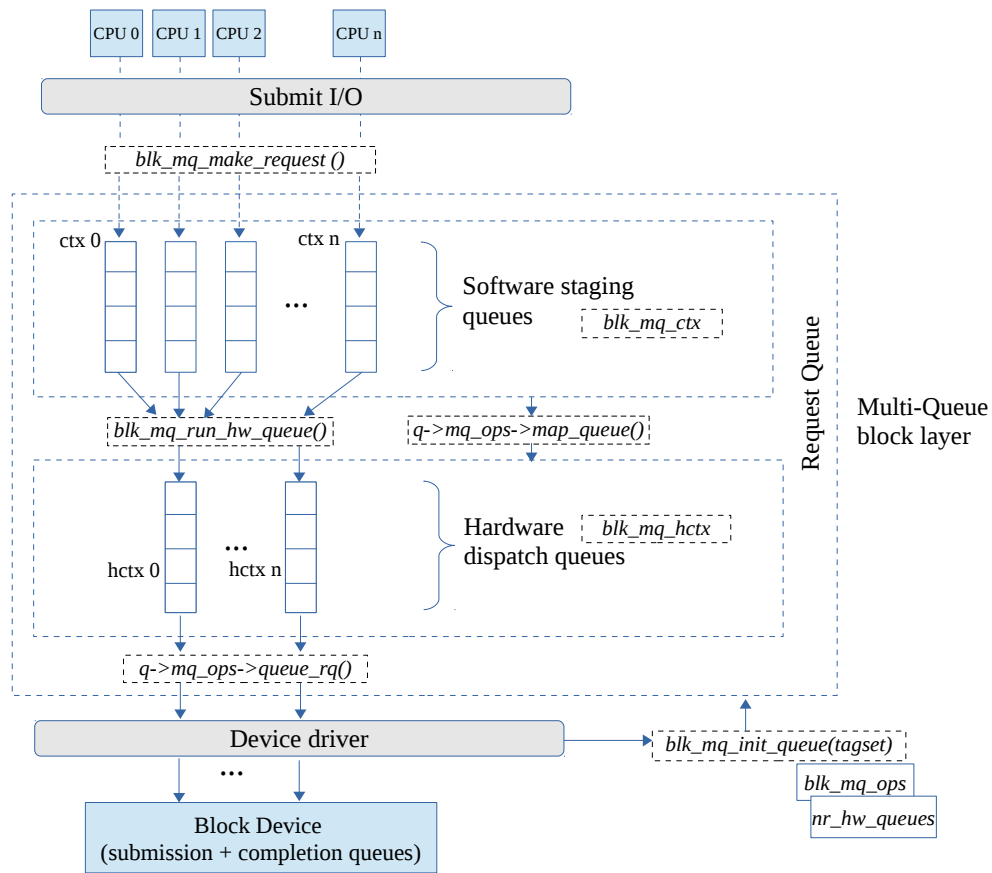 CPU 0
CPU 1
CPU 2
CPU n
Submit I/O
blk_mq_make_request ()
ctx 0
ctx n
...
Software staging
queues
blk_mq_ctx
blk_mq_run_hw_queue()
q->mq_ops->map_queue()
Request Queue
Multi-Queue
block layer
hctx 0
...
hctx n
Hardware
dispatch queues
blk_mq_hctx
q->mq_ops->queue_rq()
Device driver
blk_mq_init_queue(tagset)
blk_mq_ops
nr_hw_queues
...
Block Device
(submission + completion queues)